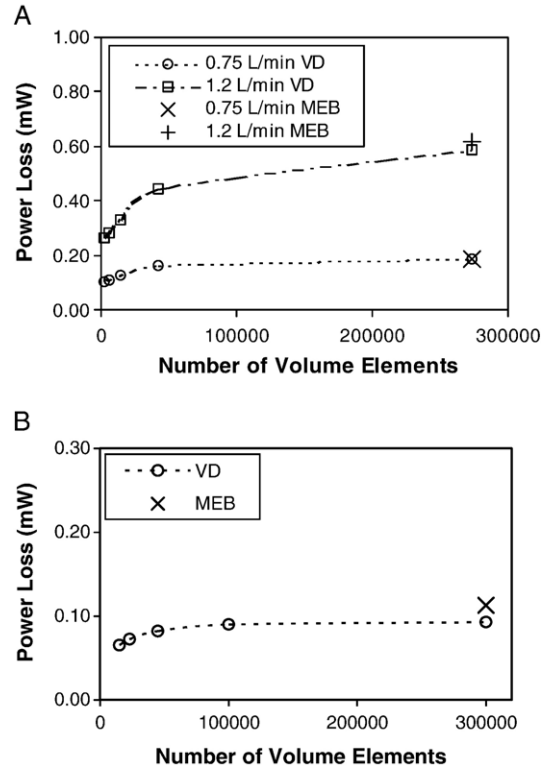 A
1.00
0.80
0.60
0.40
0.20
0.00
Power Loss (mW)
0.75 L/min VD
1.2 L/min VD
0.75 L/min MEB
1.2 L/min MEB
0 100000 200000 300000
Number of Volume Elements
B
0.30
0.20
0.10
0.00
Power Loss (mW)
VD
MEB
0 100000 200000 300000
Number of Volume Elements